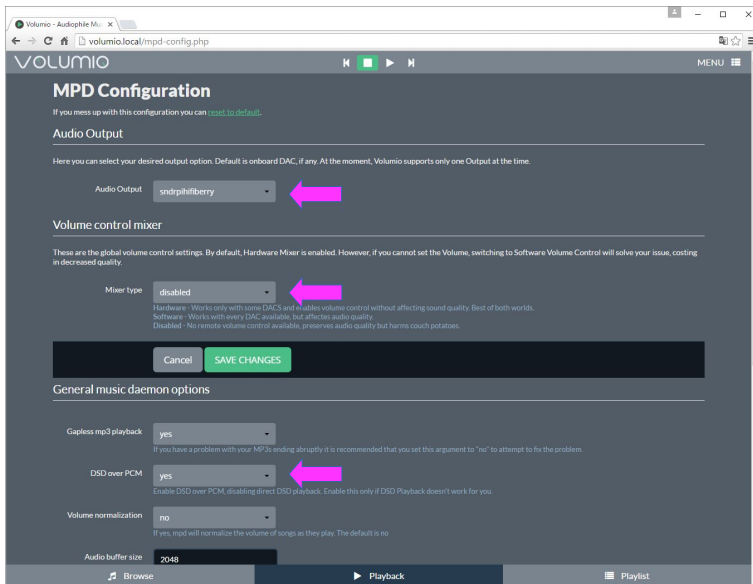 Volumio - Audiophile Mu
volumio.local/mpd-config.php
VOLUMIO
MENU
MPD Configuration
If you mess up with this configuration you can reset to default.
Audio Output
Here you can select your desired output option. Default is onboard DAC, if any. At the moment, Volumio supports only one Output at the time.
Audio Output
sndrpihifiberry
Volume control mixer
These are the global volume control settings. By default, Hardware Mixer is enabled. However, if you cannot set the Volume, switching to Software Volume Control will solve your issue, costing
in decreased quality.
Mixer type
disabled
Hardware - Works only with some DACS and enables volume control without affecting sound quality. Best of both worlds.
Software - Works with every DAC available, but affectes audio quality.
Disabled - No remote volume control available, preserves audio quality but harms couch potatoes.
Cancel
SAVE CHANGES
General music daemon options
Gapless mp3 playback
yes
If you have a problem with your MP3s ending abruptly it is recommended that you set this argument to "no" to attempt to fix the problem.
DSD over PCM
yes
Enable DSD over PCM, disabling direct DSD playback. Enable this only if DSD Playback doesn't work for you.
Volume normalization
no
If yes, mpd will normalize the volume of songs as they play. The default is no
Audio buffer size
2048
Browse
Playback
Playlist